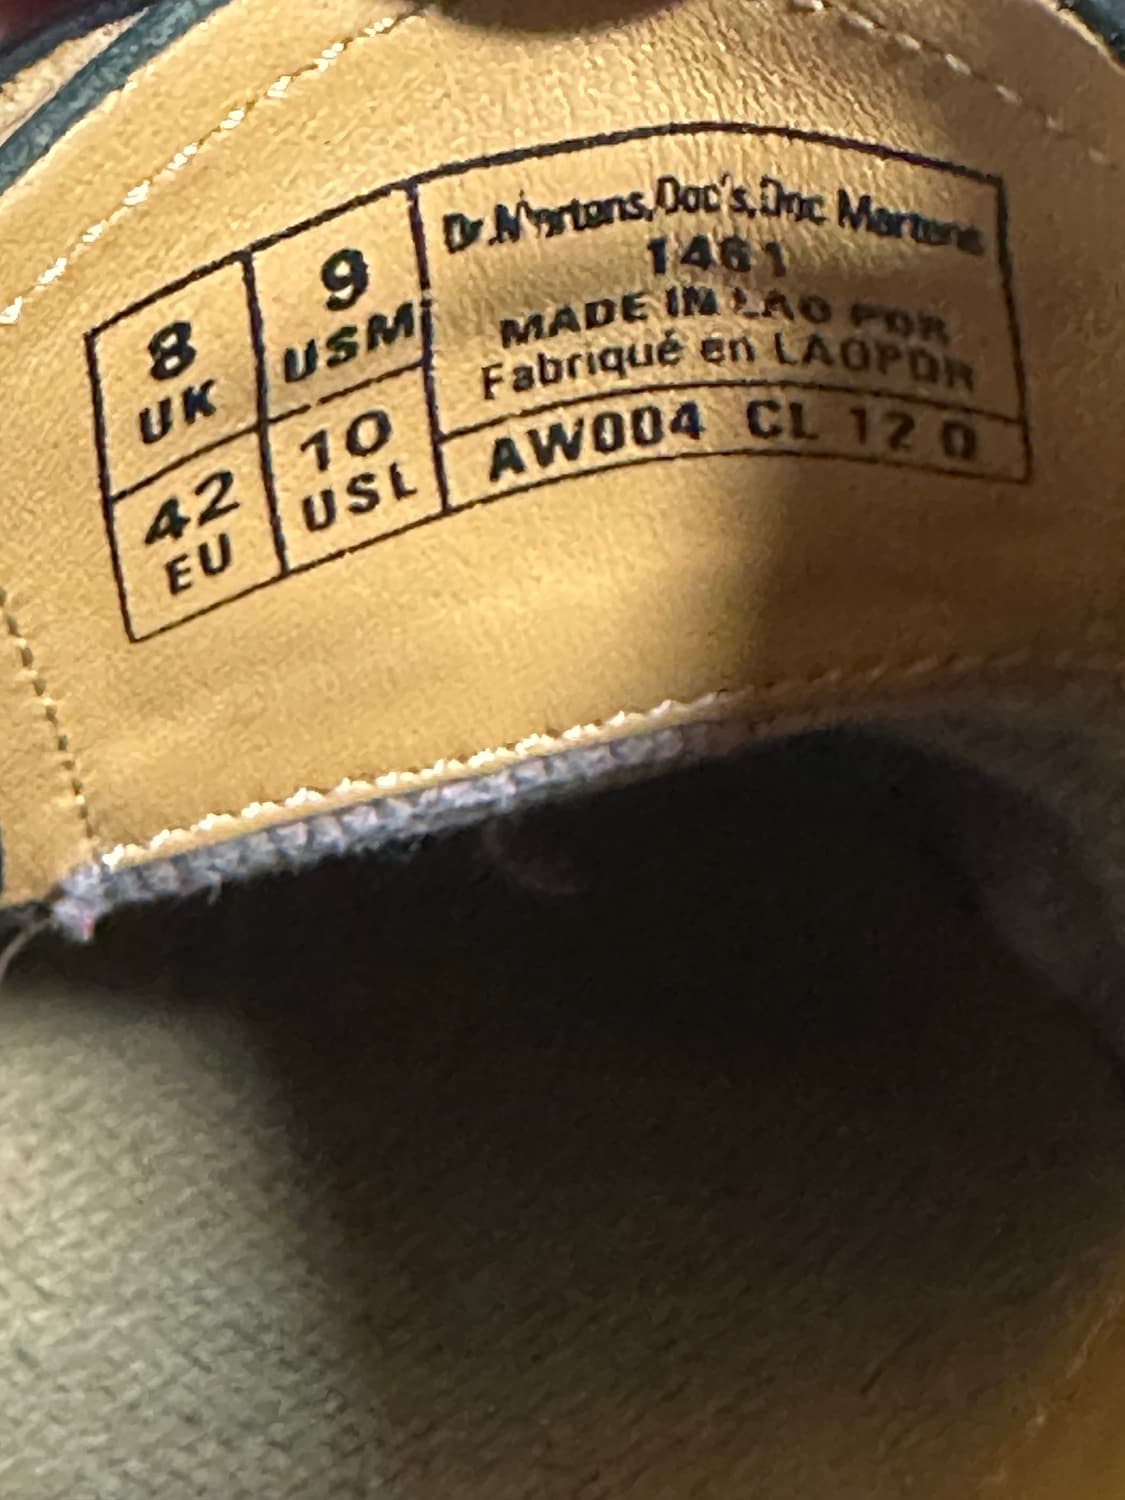 8
UK
9
USM
42
EU
10
USL
Dr.Martens,Doc's,Doc Martens
1461
MADE IN LAO PDR
Fabriqué en LAOPDR
AW004 CL 12 0